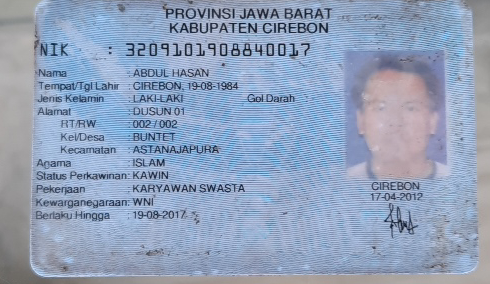 PROVINSI JAWA BARAT
KABUPATEN CIREBON
NIK : 3209101908840017
Nama : ABDUL HASAN
Tempat/Tgl Lahir : CIREBON, 19-08-1984
Jenis Kelamin : LAKI-LAKI Gol Darah :
Alamat : DUSUN 01
RT/RW : 002 / 002
Kel/Desa : BUNTET
Kecamatan : ASTANAJAPURA
Agama : ISLAM
Status Perkawinan: KAWIN
Pekerjaan : KARYAWAN SWASTA
Kewarganegaraan: WNI
Berlaku Hingga : 19-08-2017
CIREBON
17-04-2012